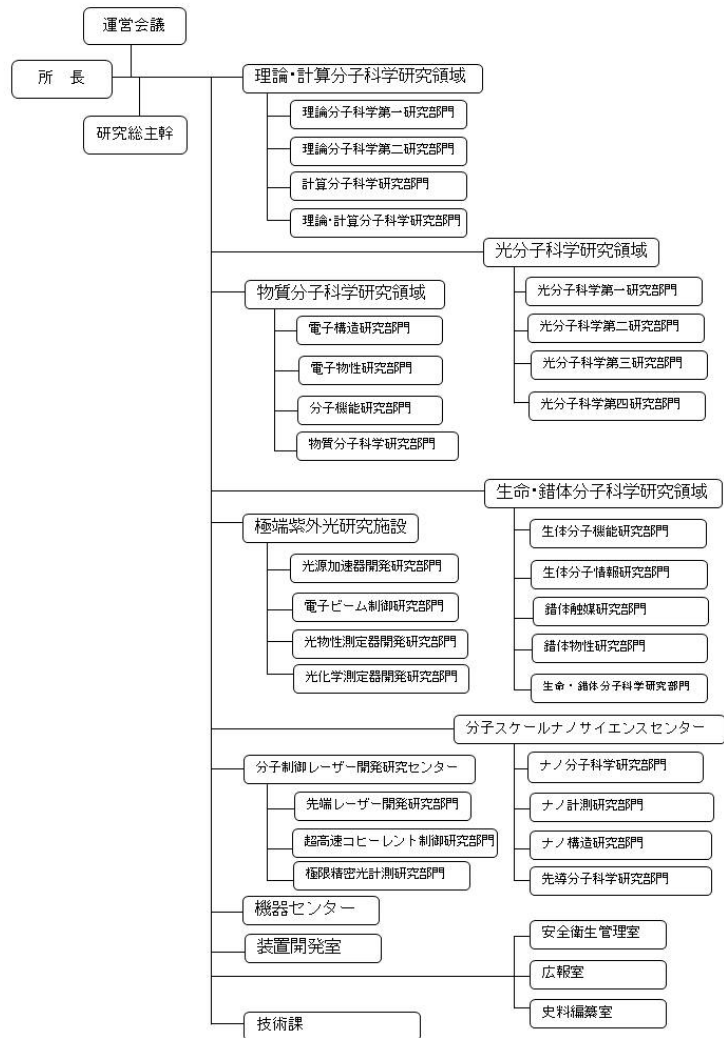 運営会議
所　長
研究総主幹
理論・計算分子科学研究領域
理論分子科学第一研究部門
理論分子科学第二研究部門
計算分子科学研究部門
理論・計算分子科学研究部門
光分子科学研究領域
光分子科学第一研究部門
光分子科学第二研究部門
光分子科学第三研究部門
光分子科学第四研究部門
物質分子科学研究領域
電子構造研究部門
電子物性研究部門
分子機能研究部門
物質分子科学研究部門
生命・錯体分子科学研究領域
生体分子機能研究部門
生体分子情報研究部門
錯体触媒研究部門
錯体物性研究部門
生命・錯体分子科学研究部門
極端紫外光研究施設
光源加速器開発研究部門
電子ビーム制御研究部門
光物性測定器開発研究部門
光化学測定器開発研究部門
分子スケールナノサイエンスセンター
ナノ分子科学研究部門
ナノ計測研究部門
ナノ構造研究部門
先導分子科学研究部門
分子制御レーザー開発研究センター
先端レーザー開発研究部門
超高速コヒーレント制御研究部門
極限精密光計測研究部門
機器センター
装置開発室
安全衛生管理室
広報室
史料編纂室
技術課